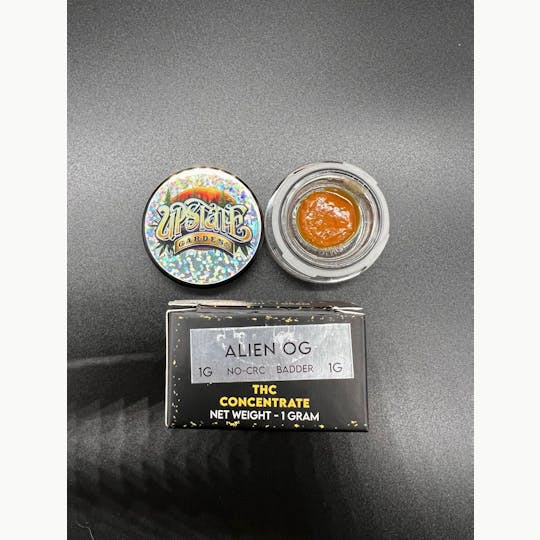 UPSTATE
GARDENS
ALIEN OG
1G NO-CRC BADDER 1G
THC
CONCENTRATE
NET WEIGHT - 1 GRAM